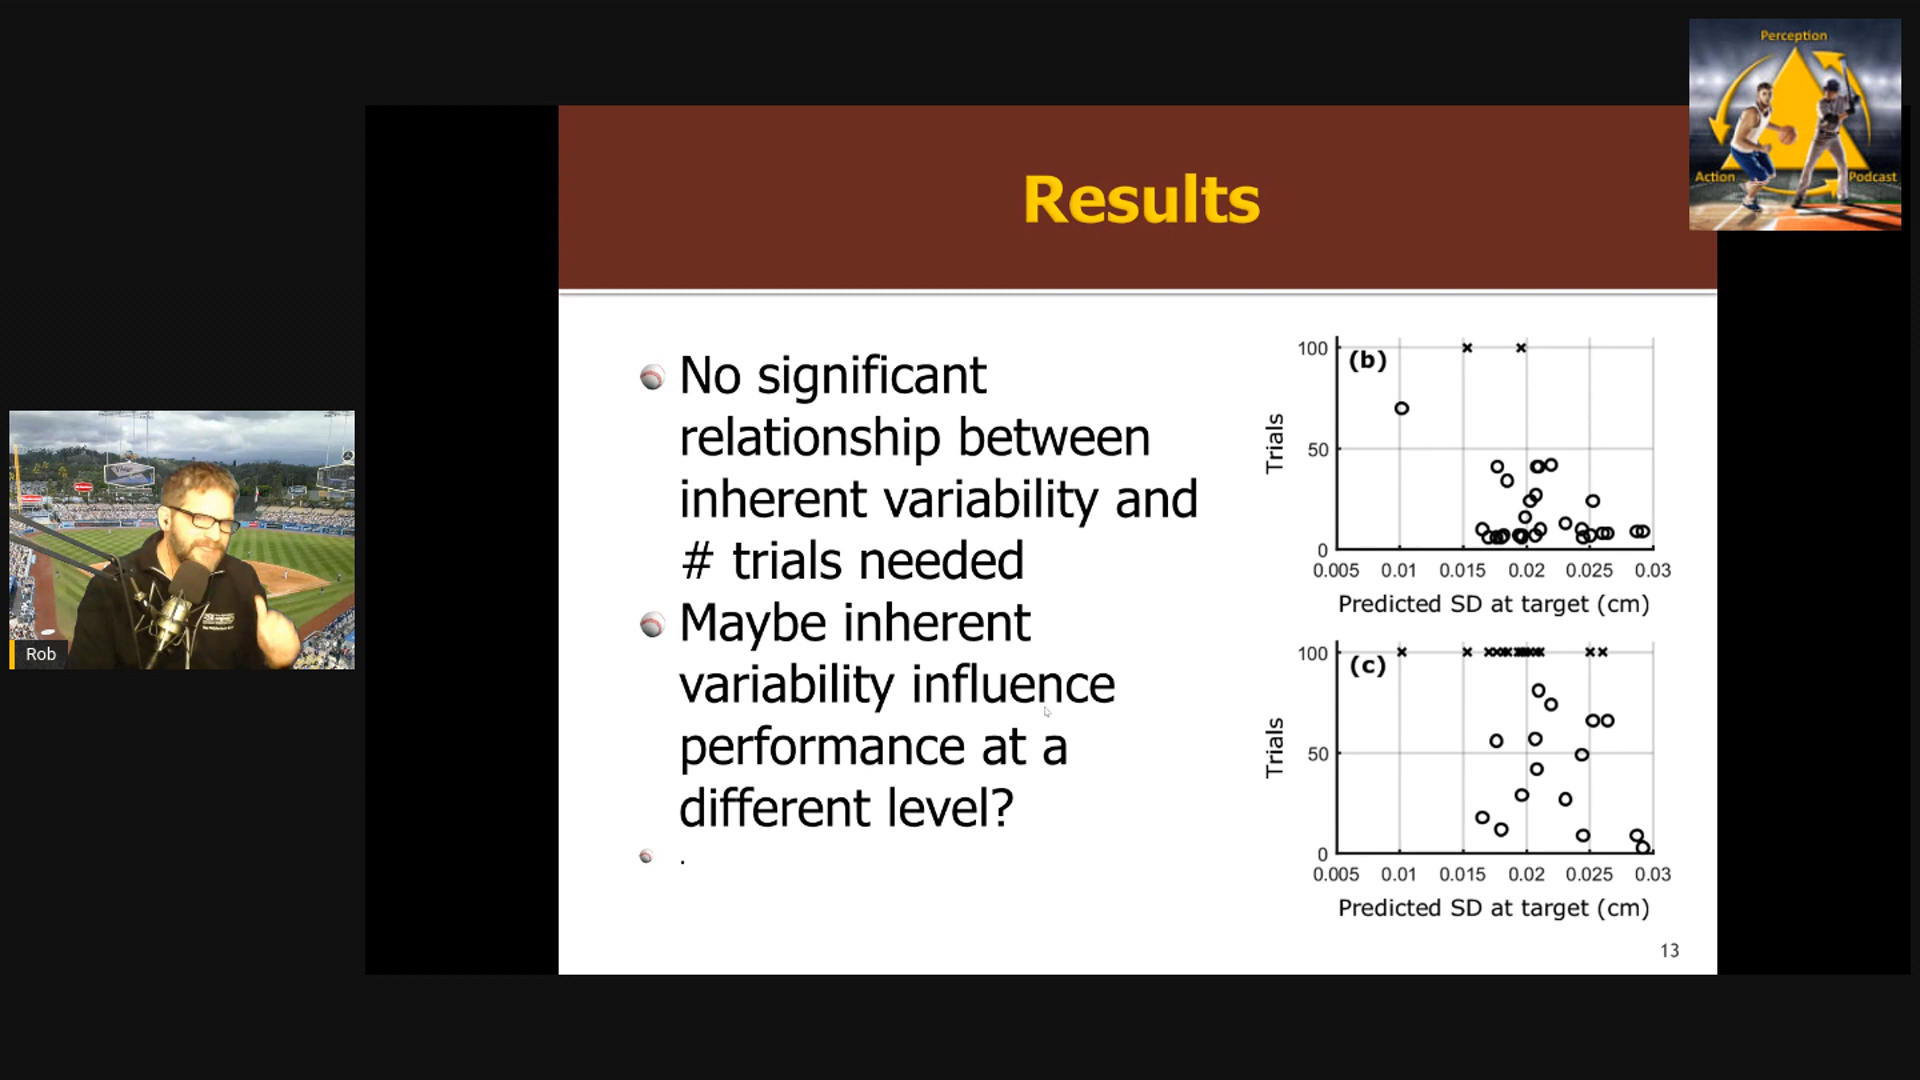 Perception
Action
Podcast
Results
No significant
relationship between
inherent variability and
# trials needed
Maybe inherent
variability influence
performance at a
different level?
.
(b)
100
50
0
Trials
0.005 0.01 0.015 0.02 0.025 0.03
Predicted SD at target (cm)
(c)
100
50
0
Trials
0.005 0.01 0.015 0.02 0.025 0.03
Predicted SD at target (cm)
13
Rob